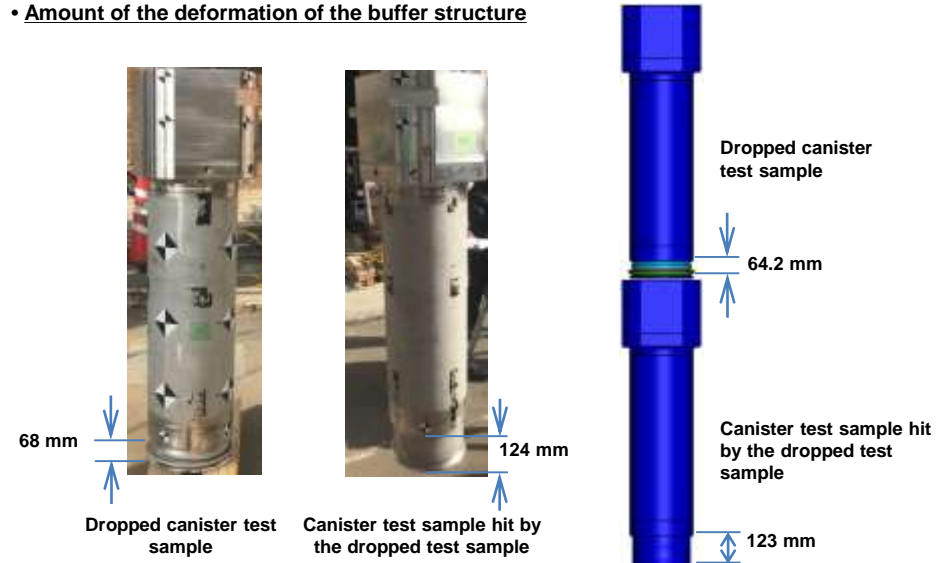 • Amount of the deformation of the buffer structure
68 mm
124 mm
Dropped canister test
sample
Canister test sample hit by
the dropped test sample
Dropped canister
test sample
64.2 mm
Canister test sample hit
by the dropped test
sample
123 mm